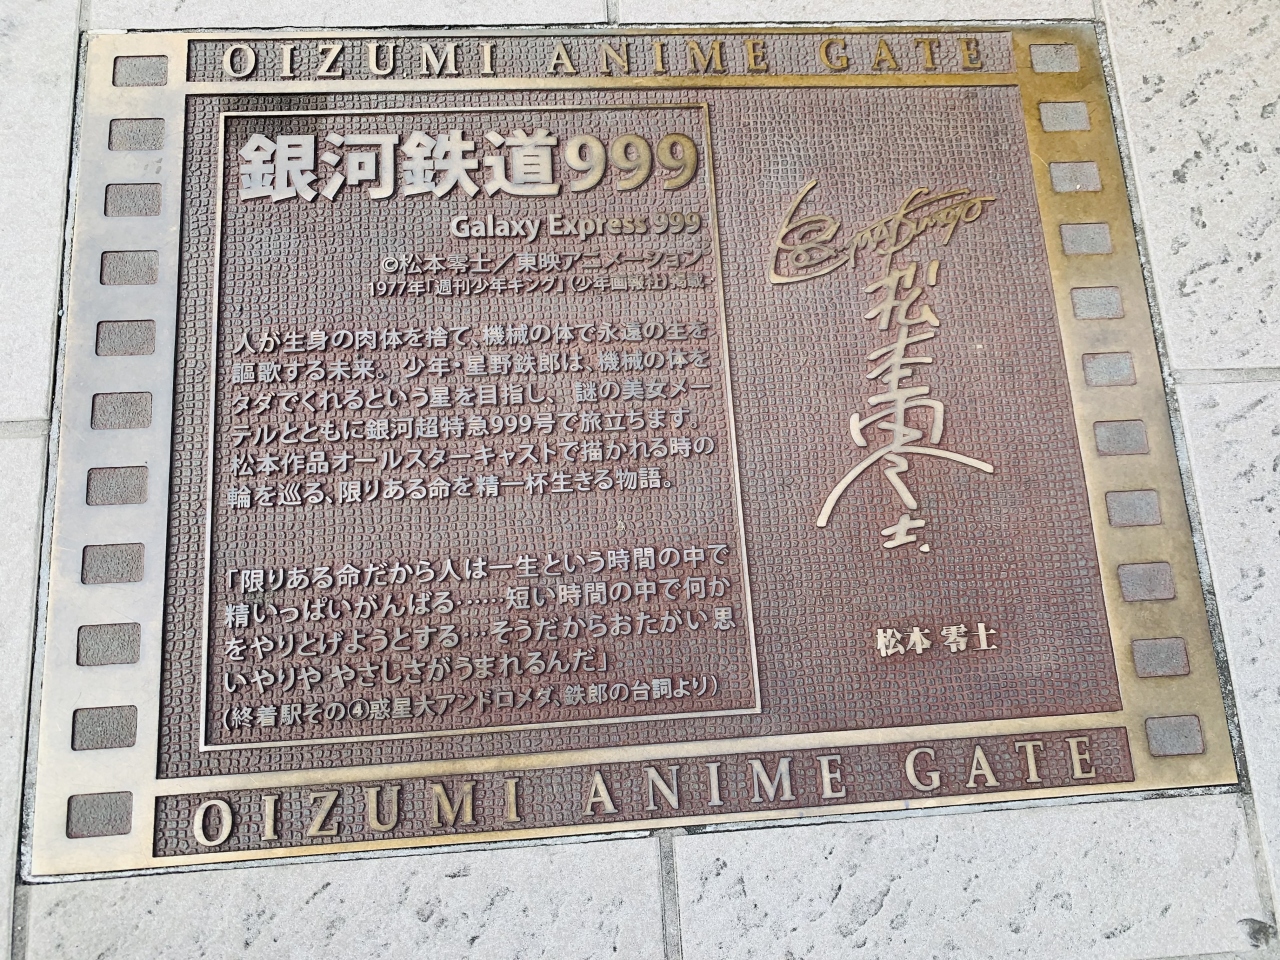 OIZUMI ANIME GATE
銀河鉄道999
Galaxy Express 999
©松本零士／東映アニメーション
1977年「週刊少年キング」（少年画報社）掲載
人が生身の肉体を捨て、機械の体で永遠の生を
謳歌する未来。少年・星野鉄郎は、機械の体を
タダでくれるという星を目指し、謎の美女メー
テルとともに銀河超特急999号で旅立ちます。
松本作品オールスターキャストで描かれる時の
輪を巡る、限りある命を精一杯生きる物語。
「限りある命だから人は一生という時間の中で
精いっぱいがんばる……短い時間の中で何か
をやりとげようとする…そうだからおたがい思
いやりや やさしさがうまれるんだ」
（終着駅その④惑星大アンドロメダ、鉄郎の台詞より）
松本零士
松本 零士
OIZUMI ANIME GATE